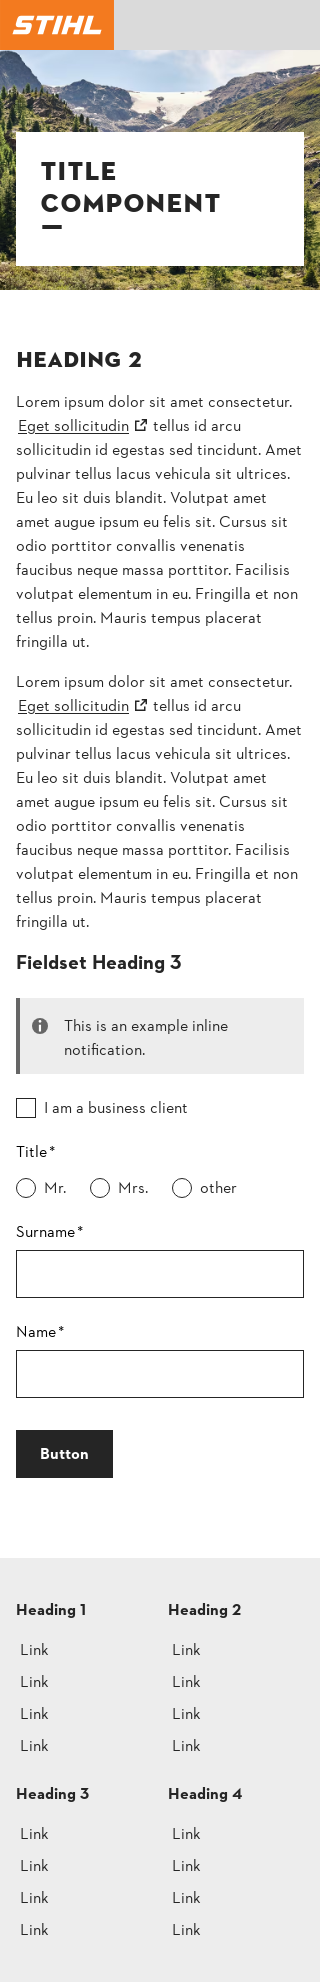 STIHL
TITLE
COMPONENT
HEADING 2
Lorem ipsum dolor sit amet consectetur.
Eget sollicitudin tellus id arcu
sollicitudin id egestas sed tincidunt. Amet
pulvinar tellus lacus vehicula sit ultrices.
Eu leo sit duis blandit. Volutpat amet
amet augue ipsum eu felis sit. Cursus sit
odio porttitor convallis venenatis
faucibus neque massa porttitor. Facilisis
volutpat elementum in eu. Fringilla et non
tellus proin. Mauris tempus placerat
fringilla ut.
Lorem ipsum dolor sit amet consectetur.
Eget sollicitudin tellus id arcu
sollicitudin id egestas sed tincidunt. Amet
pulvinar tellus lacus vehicula sit ultrices.
Eu leo sit duis blandit. Volutpat amet
amet augue ipsum eu felis sit. Cursus sit
odio porttitor convallis venenatis
faucibus neque massa porttitor. Facilisis
volutpat elementum in eu. Fringilla et non
tellus proin. Mauris tempus placerat
fringilla ut.
Fieldset Heading 3
This is an example inline
notification.
I am a business client
Title*
Mr. Mrs. other
Surname*
Name*
Button
Heading 1
Link
Link
Link
Link
Heading 2
Link
Link
Link
Link
Heading 3
Link
Link
Link
Link
Heading 4
Link
Link
Link
Link